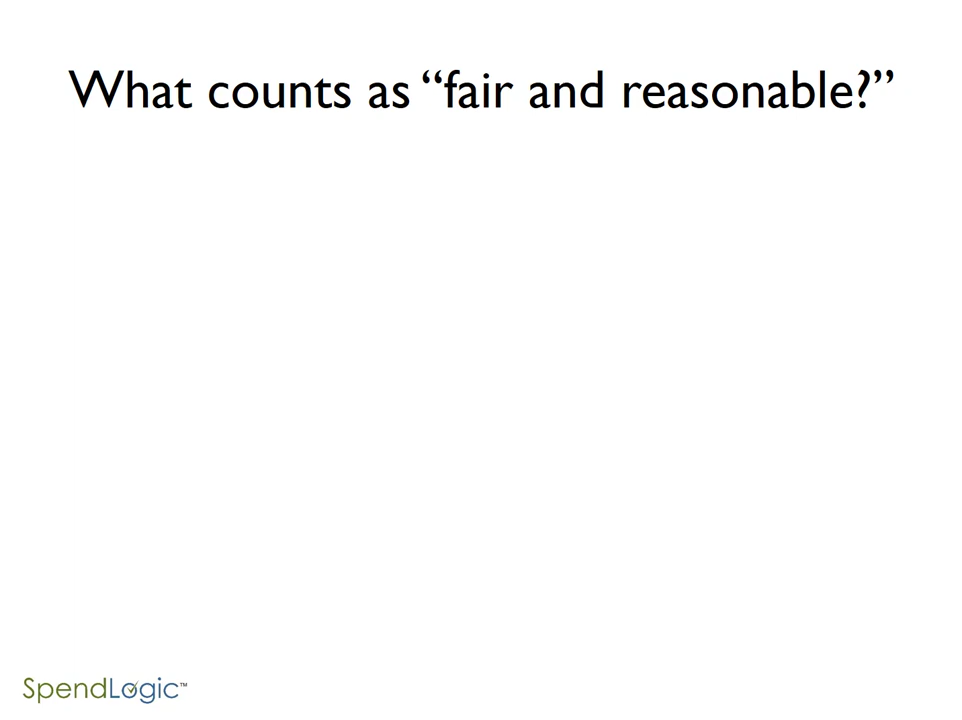 What counts as “fair and reasonable?”
SpendLogic™